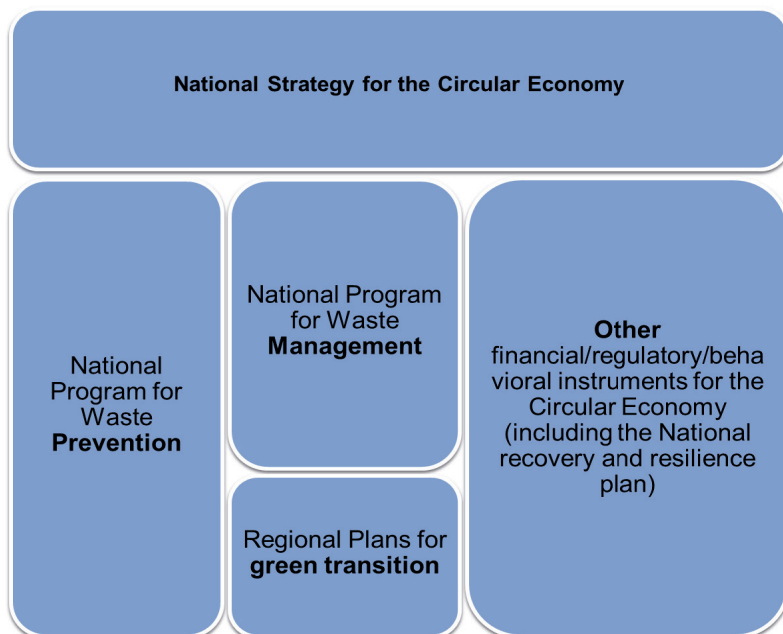 National Strategy for the Circular Economy
National
Program for
Waste
Prevention
National Program
for Waste
Management
Regional Plans for
green transition
Other
financial/regulatory/beha
vioral instruments for the
Circular Economy
(including the National
recovery and resilience
plan)